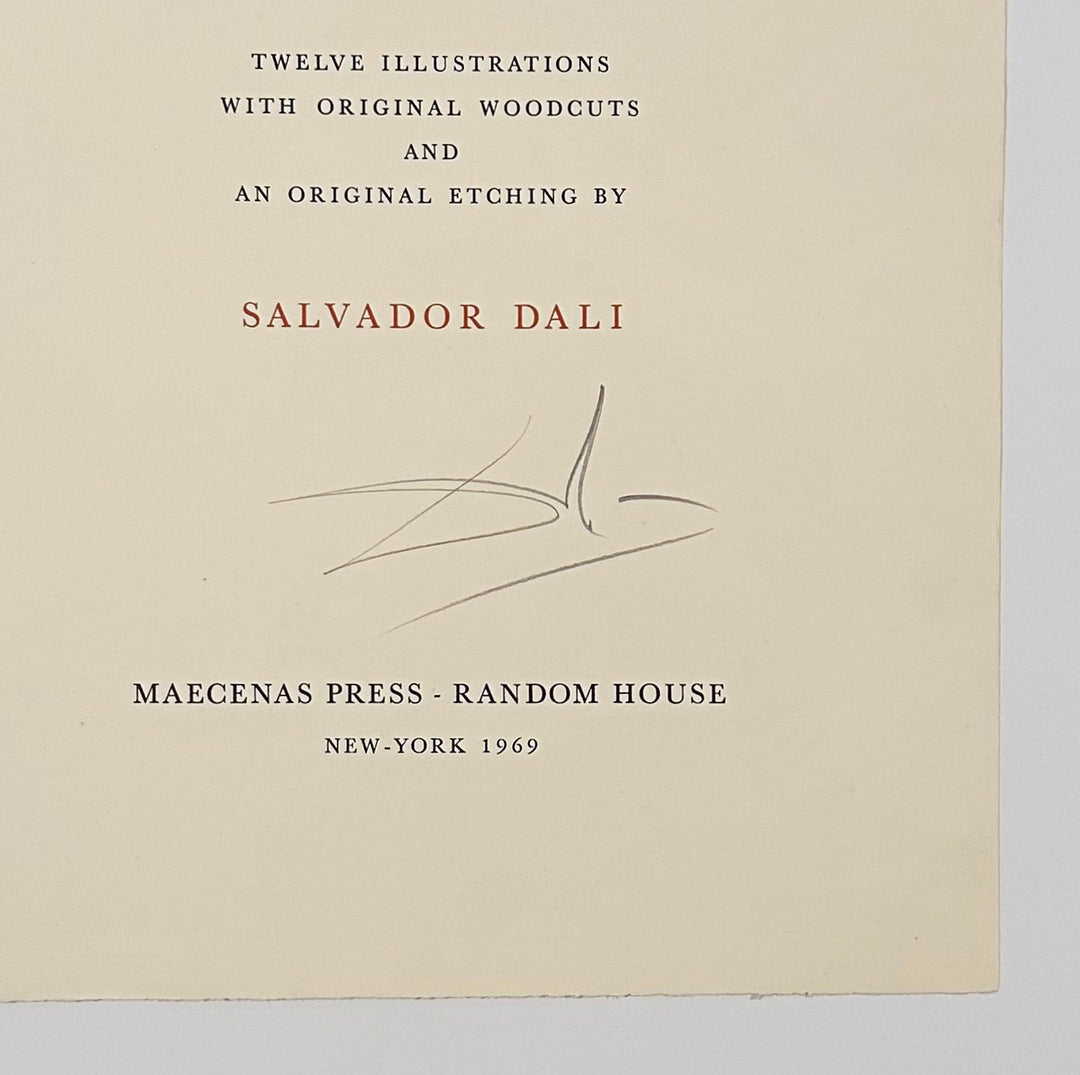 TWELVE ILLUSTRATIONS
WITH ORIGINAL WOODCUTS
AND
AN ORIGINAL ETCHING BY
SALVADOR DALI
MAECENAS PRESS - RANDOM HOUSE
NEW-YORK 1969